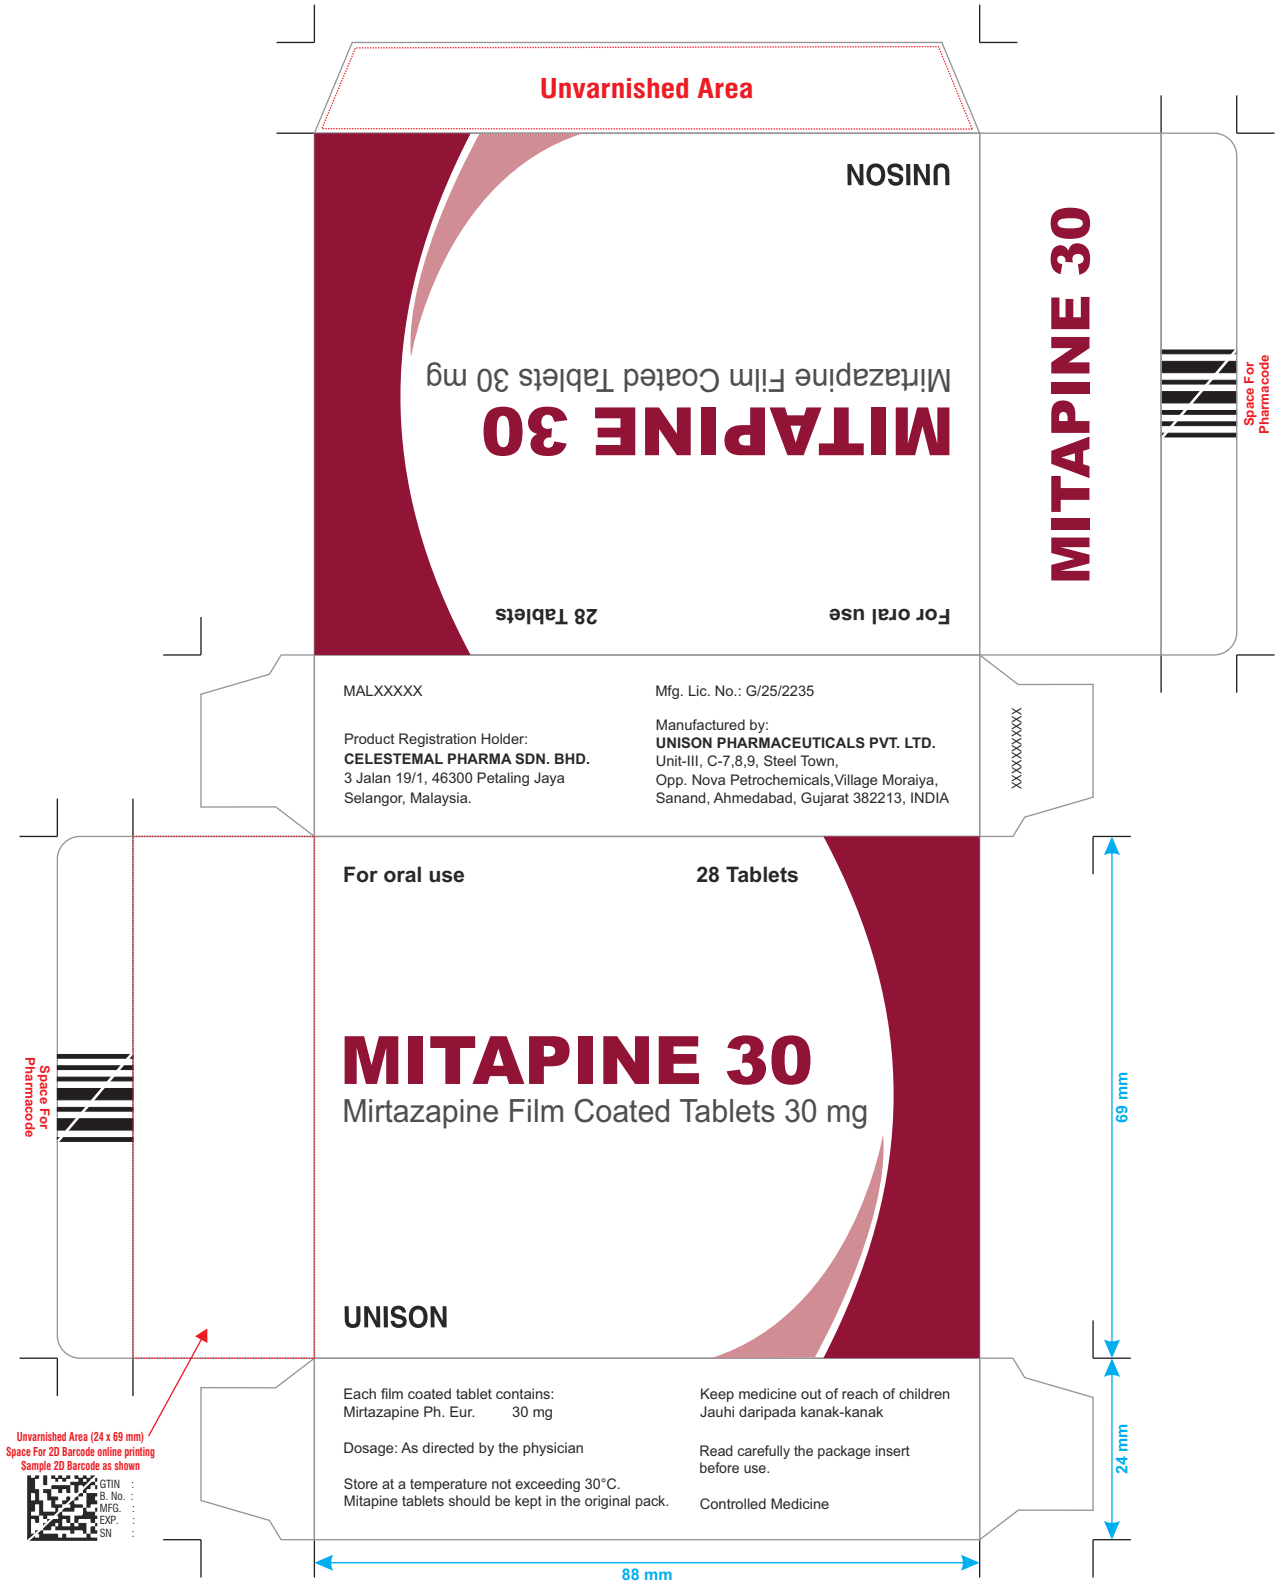 Unvarnished Area
UNISON
Mirtazapine Film Coated Tablets 30 mg
MITAPINE 30
28 Tablets
For oral use
MITAPINE 30
Space For
Pharmacode
MALXXXXX
Product Registration Holder:
CELESTEMAL PHARMA SDN. BHD.
3 Jalan 19/1, 46300 Petaling Jaya
Selangor, Malaysia.
Mfg. Lic. No.: G/25/2235
Manufactured by:
UNISON PHARMACEUTICALS PVT. LTD.
Unit-III, C-7,8,9, Steel Town,
Opp. Nova Petrochemicals,Village Moraiya,
Sanand, Ahmedabad, Gujarat 382213, INDIA
XXXXXXXXXXX
For oral use
28 Tablets
MITAPINE 30
Mirtazapine Film Coated Tablets 30 mg
UNISON
Space For
Pharmacode
69 mm
Each film coated tablet contains:
Mirtazapine Ph. Eur. 30 mg
Dosage: As directed by the physician
Store at a temperature not exceeding 30°C.
Mitapine tablets should be kept in the original pack.
Keep medicine out of reach of children
Jauhi daripada kanak-kanak
Read carefully the package insert
before use.
Controlled Medicine
24 mm
88 mm
Unvarnished Area (24 x 69 mm)
Space For 2D Barcode online printing
Sample 2D Barcode as shown
GTIN :
B. No. :
MFG. :
EXP. :
SN :